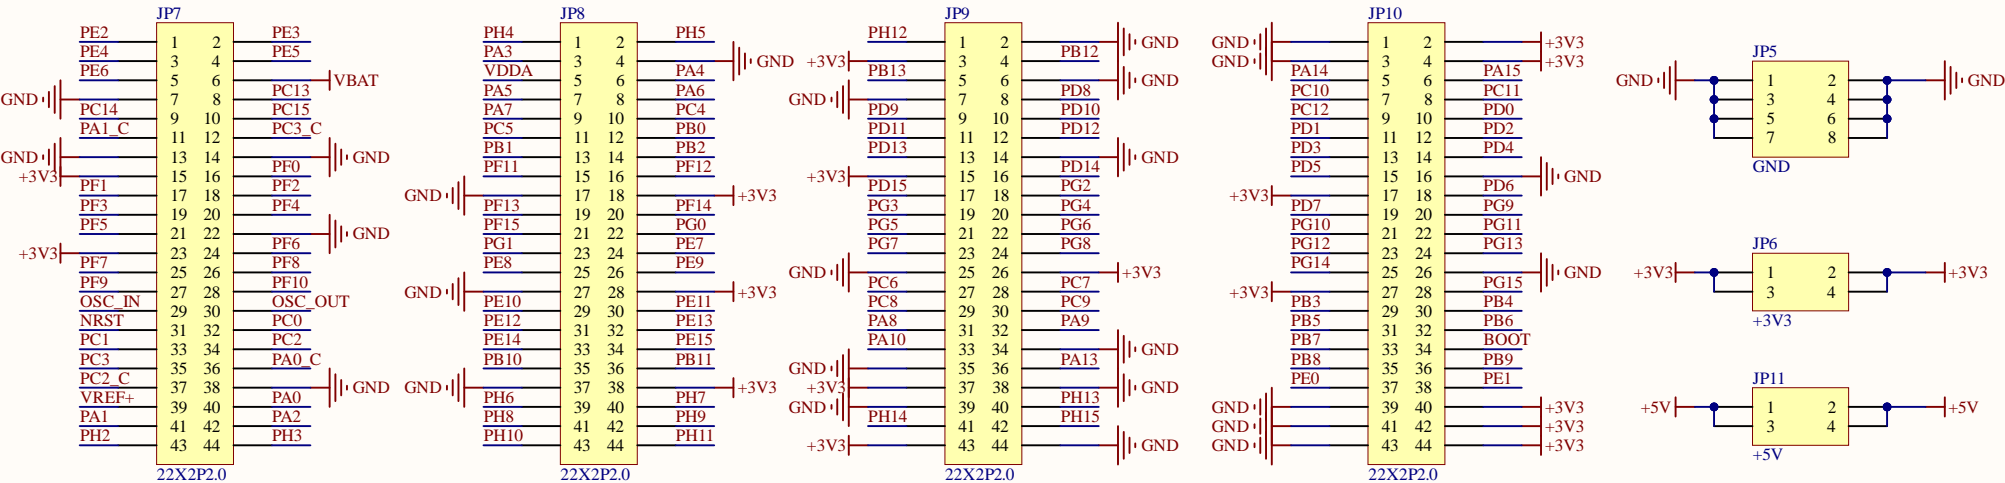 JP7
PE2 1 2 PE3
PE4 3 4 PE5
PE6 5 6 VBAT
GND 7 8 PC13
PC14 9 10 PC15
PA1_C 11 12 PC3_C
GND 13 14 GND
+3V3 15 16 PF0
PF1 17 18 PF2
PF3 19 20 PF4
PF5 21 22 GND
+3V3 23 24 PF6
PF7 25 26 PF8
PF9 27 28 PF10
OSC_IN 29 30 OSC_OUT
NRST 31 32 PC0
PC1 33 34 PC2
PC3 35 36 PA0_C
PC2_C 37 38 GND
VREF+ 39 40 PA0
PA1 41 42 PA2
PH2 43 44 PH3
22X2P2.0
JP8
PH4 1 2 PH5
PA3 3 4 GND
VDDA 5 6 PA4
PA5 7 8 PA6
PA7 9 10 PC4
PC5 11 12 PB0
PB1 13 14 PB2
PF11 15 16 PF12
GND 17 18 +3V3
PF13 19 20 PF14
PF15 21 22 PG0
PG1 23 24 PE7
PE8 25 26 PE9
GND 27 28 +3V3
PE10 29 30 PE11
PE12 31 32 PE13
PE14 33 34 PE15
PB10 35 36 PB11
GND 37 38 +3V3
PH6 39 40 PH7
PH8 41 42 PH9
PH10 43 44 PH11
22X2P2.0
JP9
PH12 1 2 GND
+3V3 3 4 PB12
PB13 5 6 GND
GND 7 8 PD8
PD9 9 10 PD10
PD11 11 12 PD12
PD13 13 14 GND
+3V3 15 16 PD14
PD15 17 18 PG2
PG3 19 20 PG4
PG5 21 22 PG6
PG7 23 24 PG8
GND 25 26 +3V3
PC6 27 28 PC7
PC8 29 30 PC9
PA8 31 32 PA9
PA10 33 34 GND
GND 35 36 PA13
+3V3 37 38 GND
GND 39 40 PH13
PH14 41 42 PH15
+3V3 43 44 GND
22X2P2.0
JP10
GND 1 2 +3V3
GND 3 4 +3V3
PA14 5 6 PA15
PC10 7 8 PC11
PC12 9 10 PD0
PD1 11 12 PD2
PD3 13 14 PD4
PD5 15 16 GND
+3V3 17 18 PD6
PD7 19 20 PG9
PG10 21 22 PG11
PG12 23 24 PG13
PG14 25 26 GND
+3V3 27 28 PG15
PB3 29 30 PB4
PB5 31 32 PB6
PB7 33 34 BOOT
PB8 35 36 PB9
PE0 37 38 PE1
GND 39 40 +3V3
GND 41 42 +3V3
GND 43 44 +3V3
22X2P2.0
JP5
GND 1 2 GND
3 4
5 6
7 8
GND
JP6
+3V3 1 2 +3V3
3 4
+3V3
JP11
+5V 1 2 +5V
3 4
+5V